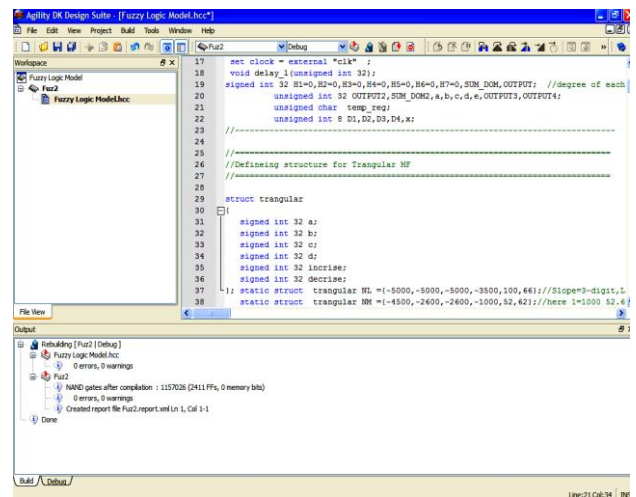 Agility DK Design Suite - [Fuzzy Logic Model.hcc*]
File Edit View Project Build Tools Window Help
Fuz2 Debug
Workspace
Fuzzy Logic Model
Fuz2
Fuzzy Logic Model.hcc
File View
17 set clock = external "clk" ;
18 void delay_1(unsigned int 32);
19 signed int 32 H1=0,H2=0,H3=0,H4=0,H5=0,H6=0,H7=0,SUM_DOM,OUTPUT; //degree of each
20 unsigned int 32 OUTPUT2,SUM_DOM2,a,b,c,d,e,OUTPUT3,OUTPUT4;
21 unsigned char temp_reg;
22 unsigned int 8 D1,D2,D3,D4,x;
23 //------------------------------------------------------------------------
24
25 //======================================================================
26 //Defineing structure for Trangular MF
27 //======================================================================
28
29 struct trangular
30 {
31 signed int 32 a;
32 signed int 32 b;
33 signed int 32 c;
34 signed int 32 d;
35 signed int 32 incrise;
36 signed int 32 decrise;
37 }; static struct trangular NL ={-5000,-5000,-5000,-3500,100,66};//Slope=3-digit,L
38 static struct trangular NM ={-4500,-2600,-2600,-1000,52,62};//here 1=1000 52.6
Output
Rebuilding [Fuz2 | Debug]
Fuzzy Logic Model.hcc
0 errors, 0 warnings
Fuz2
NAND gates after compilation : 1157026 (2411 FFs, 0 memory bits)
0 errors, 0 warnings
Created report file Fuz2.report.xml Ln 1, Col 1-1
Done
Build Debug
Line:21 Col:34 INS